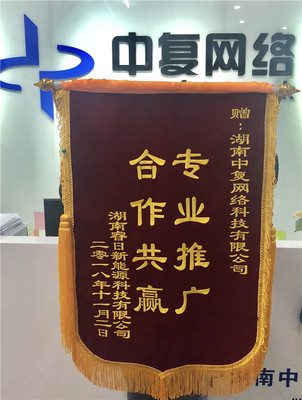 中复网络
赠：湖南中复网络科技有限公司
专业推广
合作共赢
湖南睿日新能源科技有限公司
二零一八年十一月二日
南中